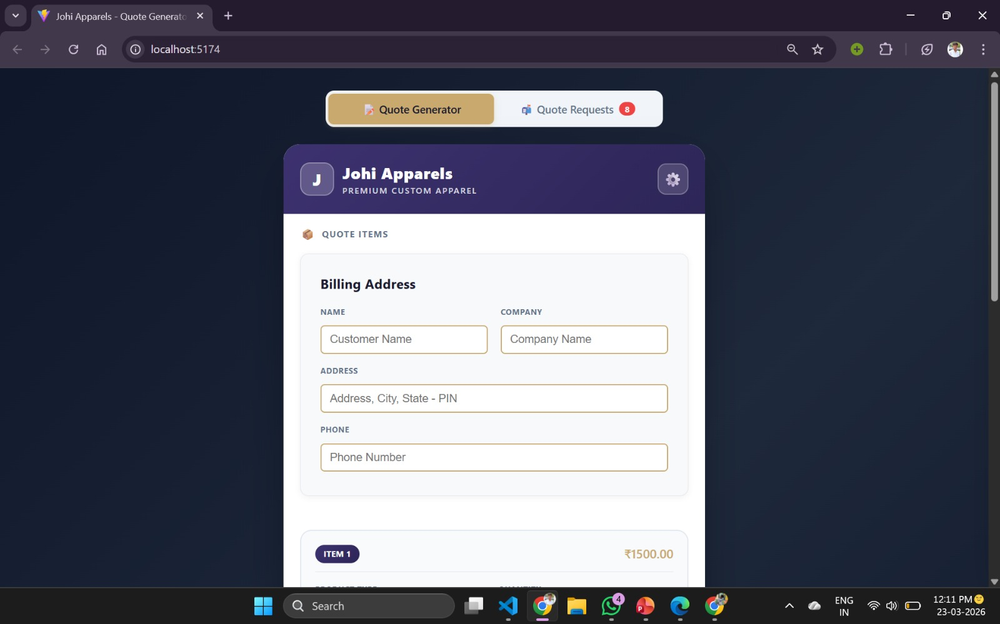 Johi Apparels - Quote Generato
localhost:5174
Quote Generator
Quote Requests 8
J
Johi Apparels
PREMIUM CUSTOM APPAREL
QUOTE ITEMS
Billing Address
NAME
COMPANY
Customer Name
Company Name
ADDRESS
Address, City, State - PIN
PHONE
Phone Number
ITEM 1
₹1500.00
Search
4
ENG
IN
12:11 PM
23-03-2026